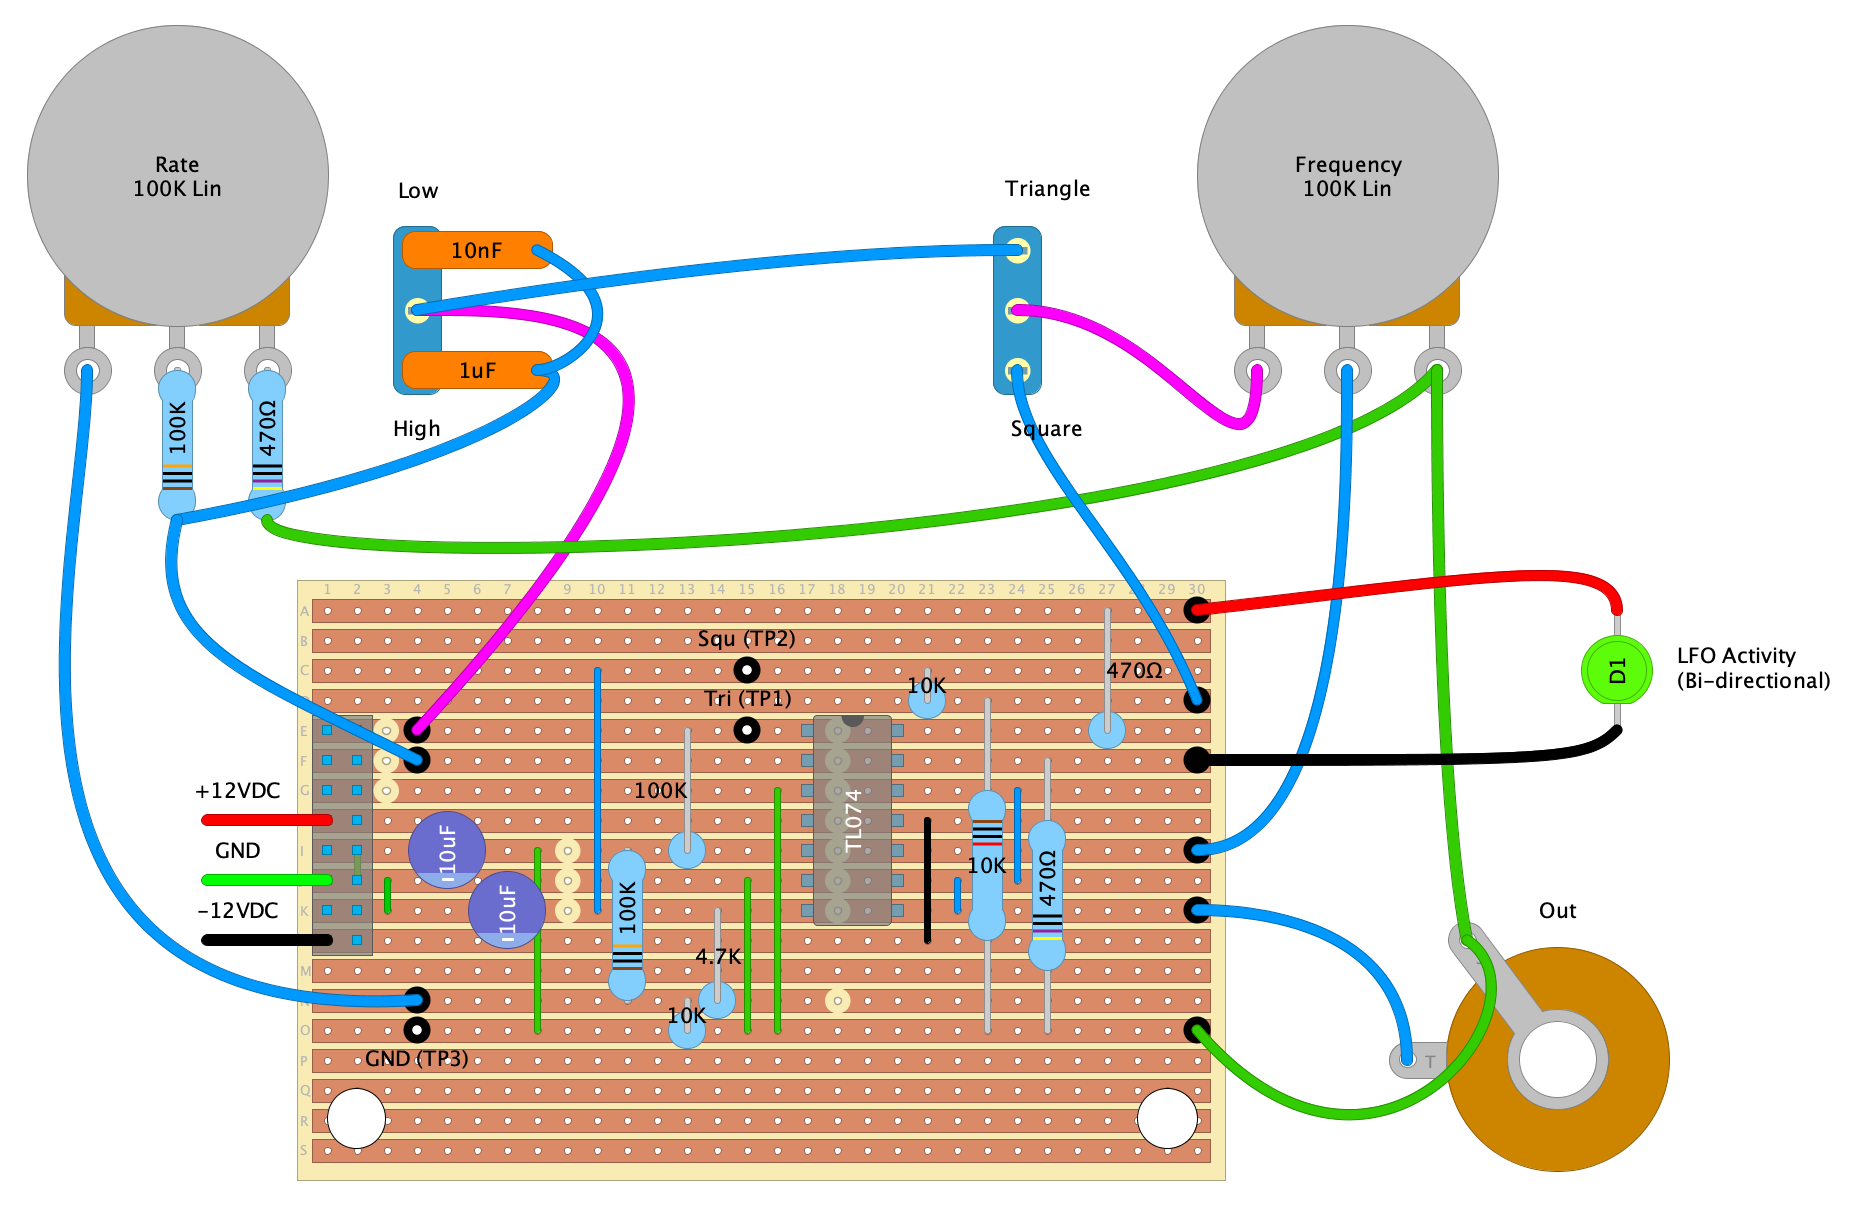 Rate
100K Lin
Low
Triangle
Frequency
100K Lin
10nF
1uF
100K
470Ω
High
Square
1 2 3 4 5 6 7 9 10 11 12 13 14 15 16 17 18 19 20 21 22 23 24 25 26 27 29 30
A
B
Squ (TP2)
C
470Ω
LFO Activity
(Bi-directional)
D1
10K
Tri (TP1)
E
F
+12VDC
G
100K
TL074
GND
I
10uF
10K
470Ω
-12VDC
K
10uF
100K
Out
4.7K
M
10K
O
GND (TP3)
P
T
Q
R
S